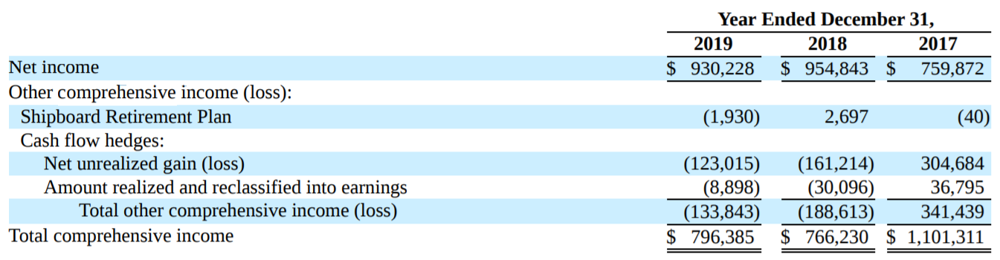 Year Ended December 31,
2019 2018 2017
Net income $ 930,228 $ 954,843 $ 759,872
Other comprehensive income (loss):
Shipboard Retirement Plan (1,930) 2,697 (40)
Cash flow hedges:
Net unrealized gain (loss) (123,015) (161,214) 304,684
Amount realized and reclassified into earnings (8,898) (30,096) 36,795
Total other comprehensive income (loss) (133,843) (188,613) 341,439
Total comprehensive income $ 796,385 $ 766,230 $ 1,101,311